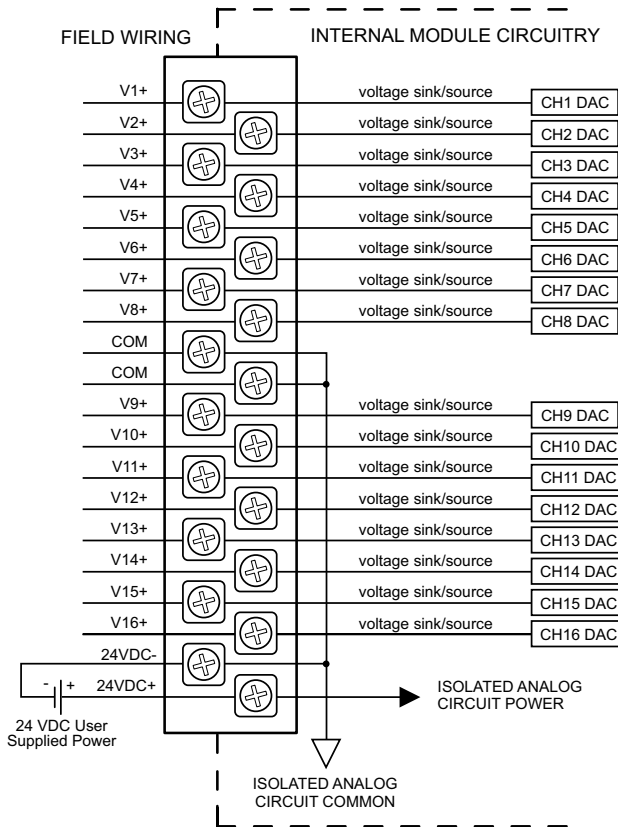 FIELD WIRING INTERNAL MODULE CIRCUITRY
V1+ voltage sink/source CH1 DAC
V2+ voltage sink/source CH2 DAC
V3+ voltage sink/source CH3 DAC
V4+ voltage sink/source CH4 DAC
V5+ voltage sink/source CH5 DAC
V6+ voltage sink/source CH6 DAC
V7+ voltage sink/source CH7 DAC
V8+ voltage sink/source CH8 DAC
COM
COM
V9+ voltage sink/source CH9 DAC
V10+ voltage sink/source CH10 DAC
V11+ voltage sink/source CH11 DAC
V12+ voltage sink/source CH12 DAC
V13+ voltage sink/source CH13 DAC
V14+ voltage sink/source CH14 DAC
V15+ voltage sink/source CH15 DAC
V16+ voltage sink/source CH16 DAC
24VDC-
- + 24VDC+
ISOLATED ANALOG
CIRCUIT POWER
24 VDC User
Supplied Power
ISOLATED ANALOG
CIRCUIT COMMON